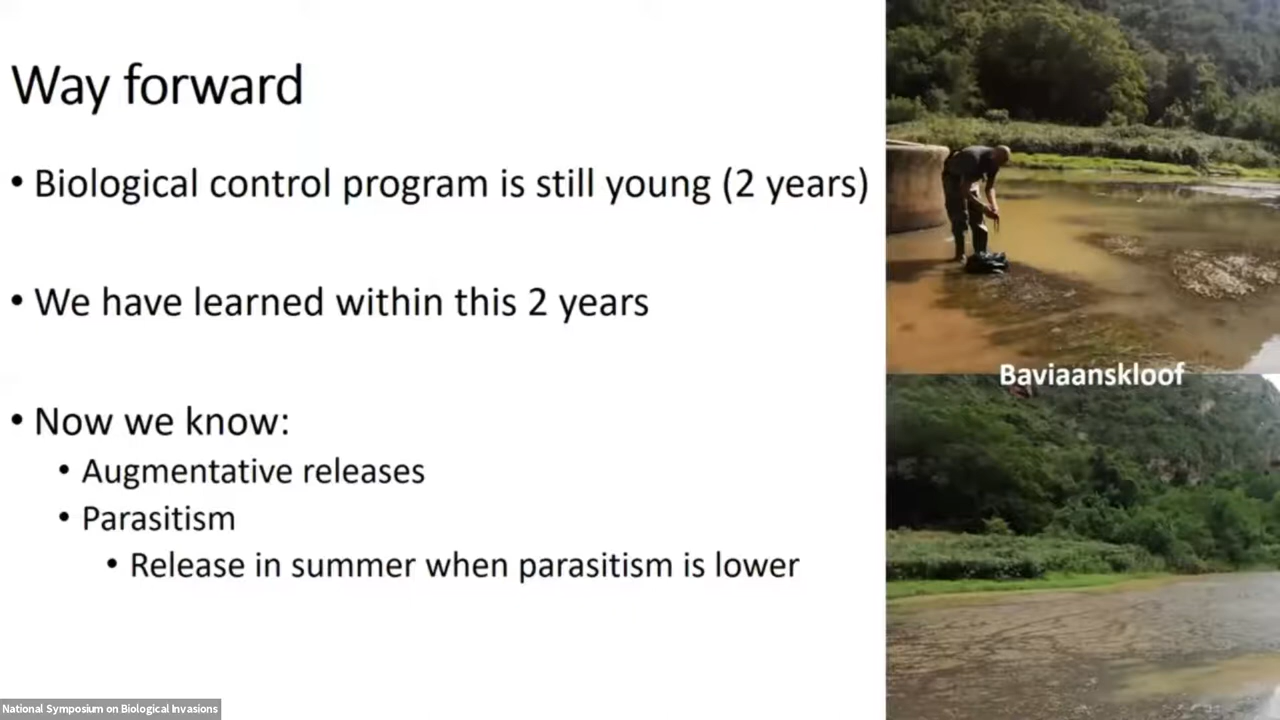 Way forward
• Biological control program is still young (2 years)
• We have learned within this 2 years
• Now we know:
• Augmentative releases
• Parasitism
• Release in summer when parasitism is lower
Baviaanskloof
National Symposium on Biological Invasions